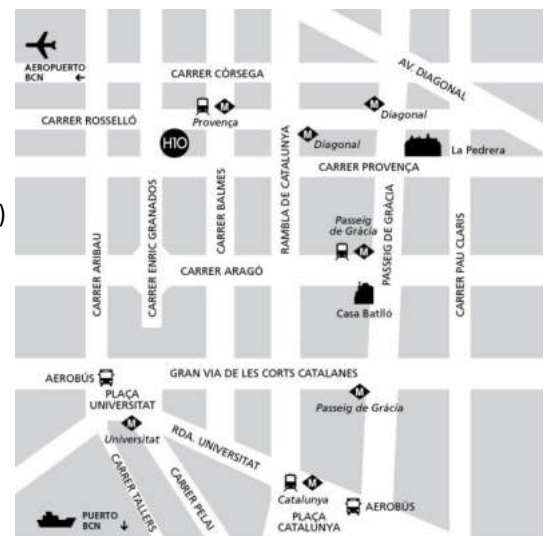 AEROPUERTO
BCN ←
CARRER CÒRSEGA
AV. DIAGONAL
CARRER ROSSELLÓ
M
Provença
M
Diagonal
H10
M
Diagonal
La Pedrera
CARRER PROVENÇA
)
CARRER ARIBAU
CARRER ENRIC GRANADOS
CARRER BALMES
RAMBLA DE CATALUNYA
PASSEIG DE GRÀCIA
CARRER PAU CLARIS
Passeig
de Gràcia
M
CARRER ARAGÓ
Casa Batlló
GRAN VIA DE LES CORTS CATALANES
AEROBÚS
PLAÇA
UNIVERSITAT
M
Universitat
M
Passeig de Gràcia
RDA. UNIVERSITAT
CARRER TALLERS
CARRER PELAI
M
Catalunya
PLAÇA
CATALUNYA
AEROBÚS
PUERTO
BCN ↓